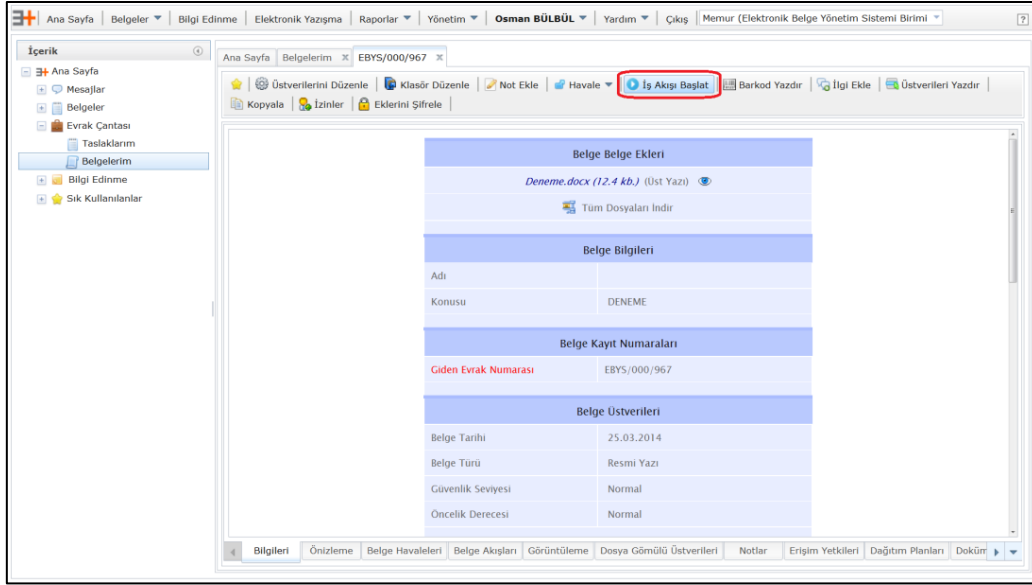 Ana Sayfa Belgeler Bilgi Edinme Elektronik Yazışma Raporlar Yönetim Osman BÜLBÜL Yardım Çıkış Memur (Elektronik Belge Yönetim Sistemi Birimi ?
İçerik
Ana Sayfa
Mesajlar
Belgeler
Evrak Çantası
Taslaklarım
Belgelerim
Bilgi Edinme
Sık Kullanılanlar
Ana Sayfa Belgelerim x EBYS/000/967 x
Üstverilerini Düzenle Klasör Düzenle Not Ekle Havale İş Akışı Başlat Barkod Yazdır İlgi Ekle Üstverileri Yazdır
Kopyala İzinler Eklerini Şifrele
Belge Belge Ekleri
Deneme.docx (12.4 kb.) (Üst Yazı)
Tüm Dosyaları İndir
Belge Bilgileri
Adı
Konusu DENEME
Belge Kayıt Numaraları
Giden Evrak Numarası EBYS/000/967
Belge Üstverileri
Belge Tarihi 25.03.2014
Belge Türü Resmi Yazı
Güvenlik Seviyesi Normal
Öncelik Derecesi Normal
Bilgileri Önizleme Belge Havaleleri Belge Akışları Görüntüleme Dosya Gömülü Üstverileri Notlar Erişim Yetkileri Dağıtım Planları Doküm